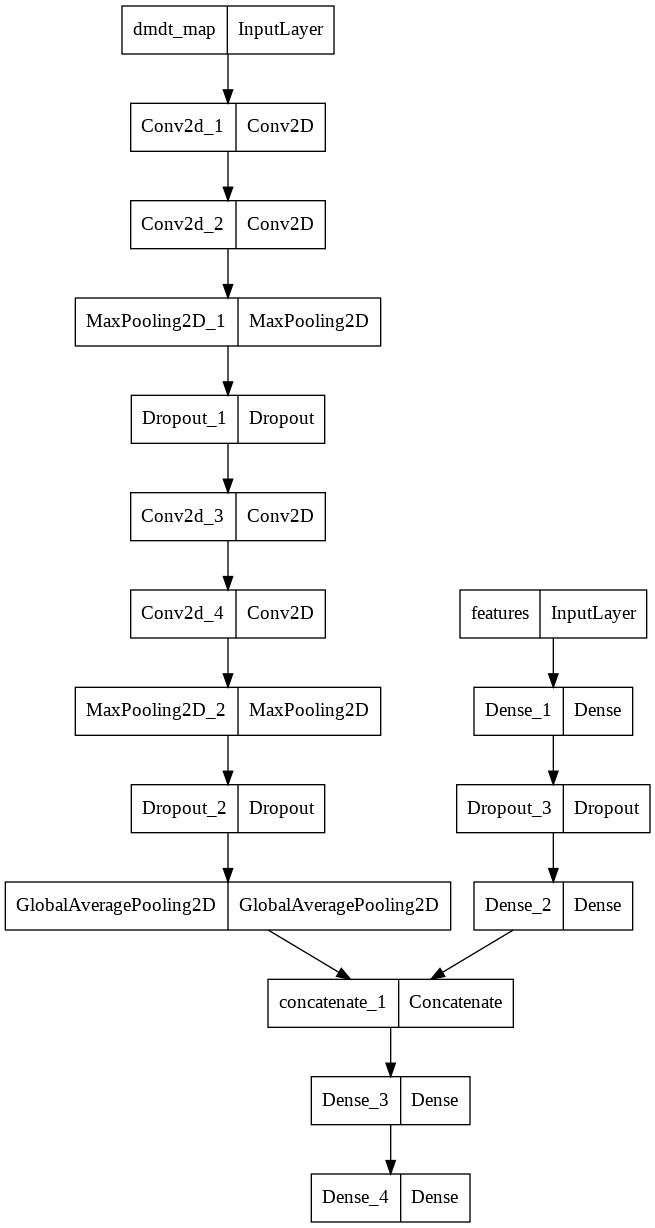 dmdt_map InputLayer
Conv2d_1 Conv2D
Conv2d_2 Conv2D
MaxPooling2D_1 MaxPooling2D
Dropout_1 Dropout
Conv2d_3 Conv2D
Conv2d_4 Conv2D
features InputLayer
MaxPooling2D_2 MaxPooling2D
Dense_1 Dense
Dropout_2 Dropout
Dropout_3 Dropout
GlobalAveragePooling2D GlobalAveragePooling2D
Dense_2 Dense
concatenate_1 Concatenate
Dense_3 Dense
Dense_4 Dense